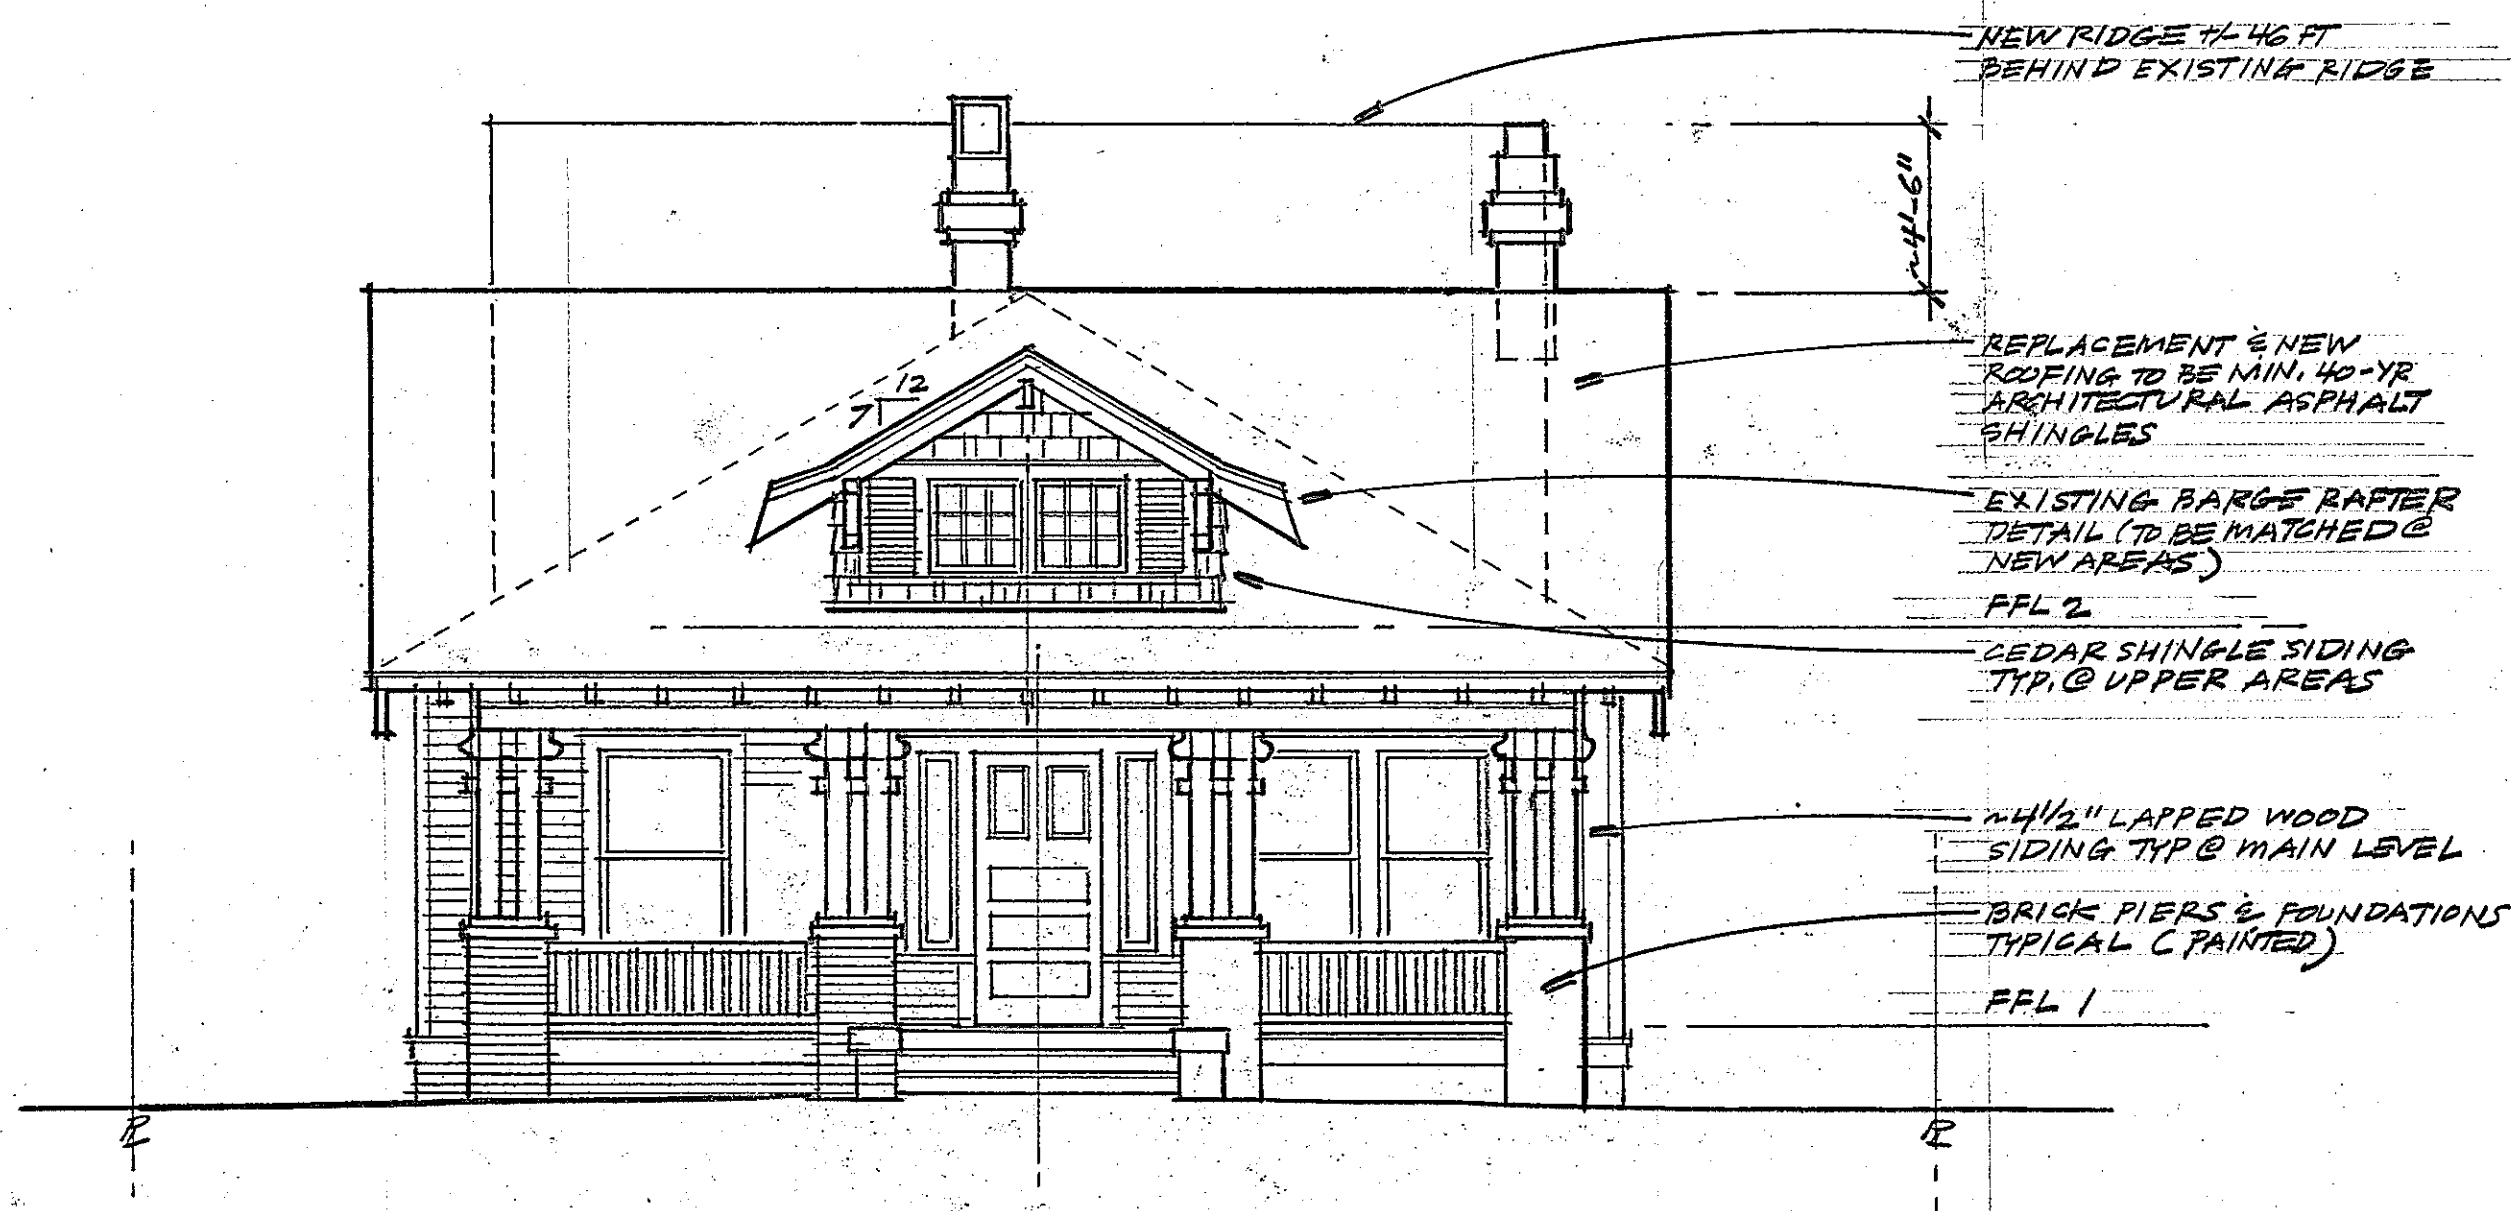 NEW RIDGE +/- 46 FT
BEHIND EXISTING RIDGE
~4'-6"
REPLACEMENT & NEW
ROOFING TO BE MIN. 40-YR
ARCHITECTURAL ASPHALT
SHINGLES
12
7
EXISTING BARGE RAFTER
DETAIL (TO BE MATCHED @
NEW AREAS)
FFL 2
CEDAR SHINGLE SIDING
TYP. @ UPPER AREAS
~4 1/2" LAPPED WOOD
SIDING TYP @ MAIN LEVEL
BRICK PIERS & FOUNDATIONS
TYPICAL (PAINTED)
FFL 1
PL
PL